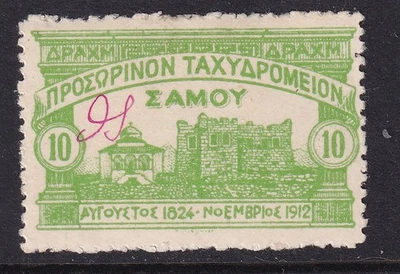 ΔΡΑΧΜ ΔΡΑΧΜ
ΠΡΟΣΩΡΙΝΟΝ ΤΑΧΥΔΡΟΜΕΙΟΝ
ΣΑΜΟΥ
10 10
ΑΥΓΟΥΣΤΟΣ 1824 - ΝΟΕΜΒΡΙΟΣ 1912